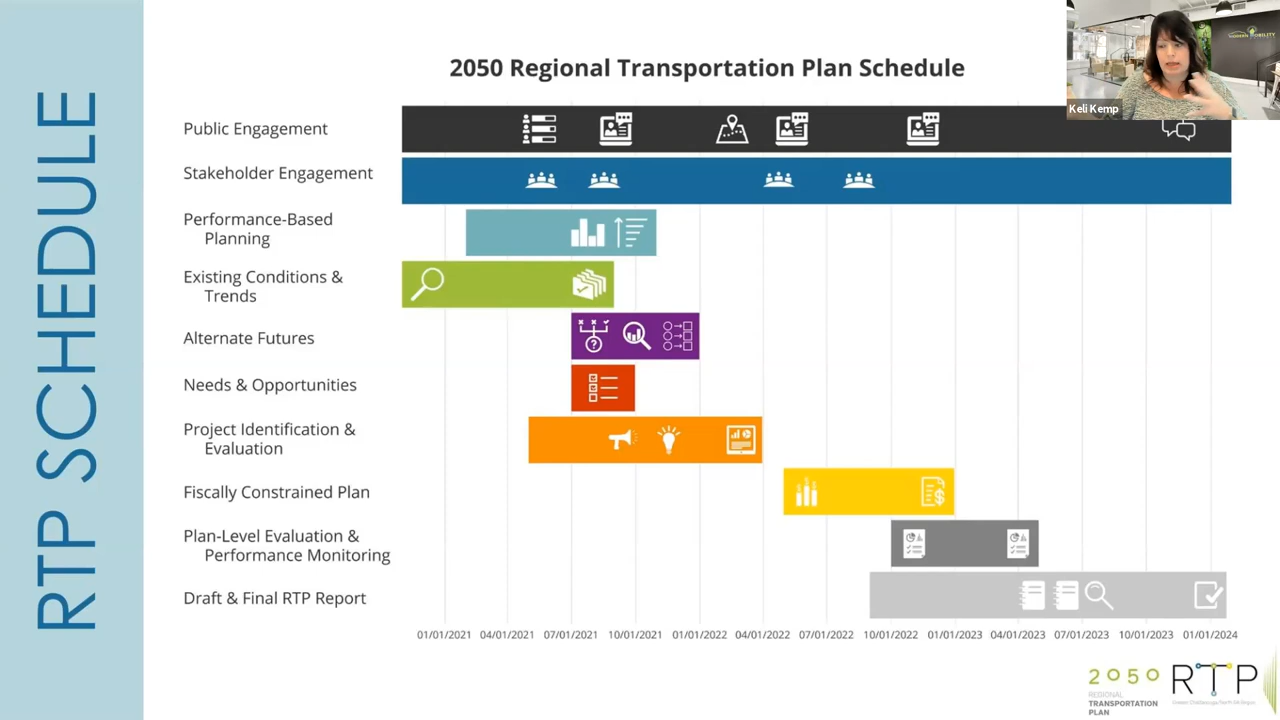 RTP SCHEDULE
2050 Regional Transportation Plan Schedule
MODERN MOBILITY
Keli Kemp
Public Engagement
Stakeholder Engagement
Performance-Based
Planning
Existing Conditions &
Trends
Alternate Futures
Needs & Opportunities
Project Identification &
Evaluation
Fiscally Constrained Plan
Plan-Level Evaluation &
Performance Monitoring
Draft & Final RTP Report
01/01/2021 04/01/2021 07/01/2021 10/01/2021 01/01/2022 04/01/2022 07/01/2022 10/01/2022 01/01/2023 04/01/2023 07/01/2023 10/01/2023 01/01/2024
2050
REGIONAL
TRANSPORTATION
PLAN
RTP